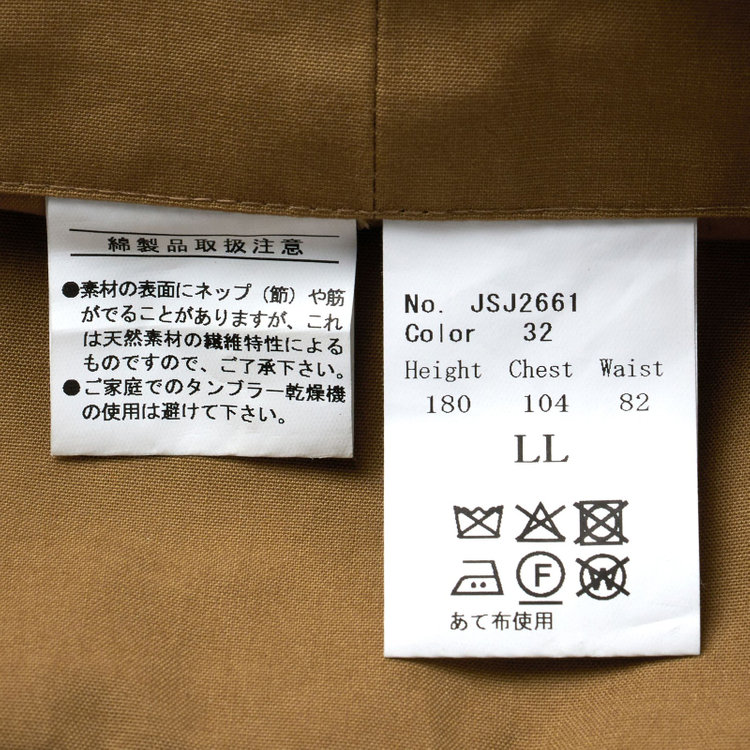 綿製品取扱注意
●素材の表面にネップ（節）や筋
がでることがありますが、これ
は天然素材の繊維特性による
ものですので、ご了承下さい。
●ご家庭でのタンブラー乾燥機
の使用は避けて下さい。
No. JSJ2661
Color 32
Height Chest Waist
180 104 82
LL
F W
あて布使用